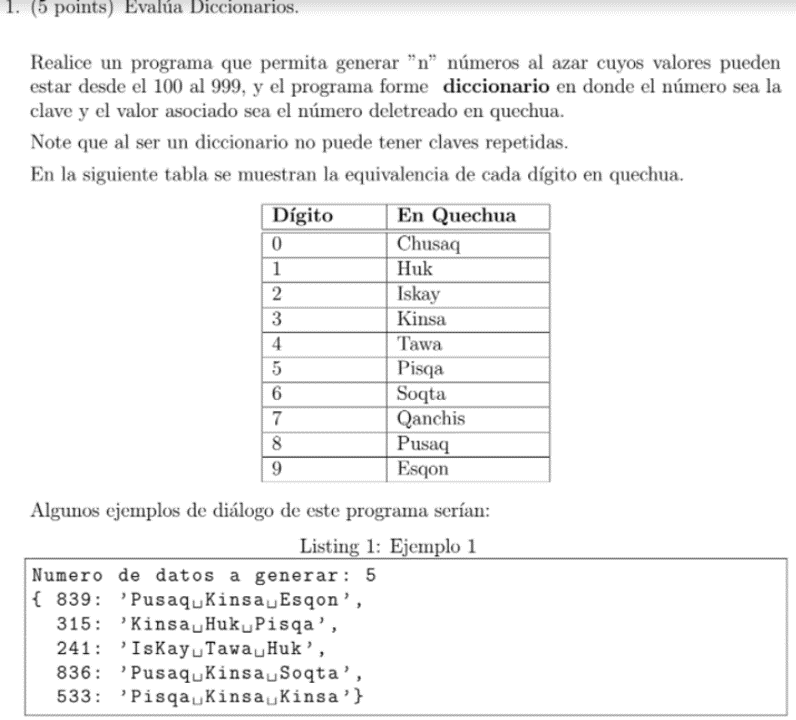 1. (5 points) Evalúa Diccionarios.
Realice un programa que permita generar ”n” números al azar cuyos valores pueden
estar desde el 100 al 999, y el programa forme diccionario en donde el número sea la
clave y el valor asociado sea el número deletreado en quechua.
Note que al ser un diccionario no puede tener claves repetidas.
En la siguiente tabla se muestran la equivalencia de cada dígito en quechua.
Dígito En Quechua
0 Chusaq
1 Huk
2 Iskay
3 Kinsa
4 Tawa
5 Pisqa
6 Soqta
7 Qanchis
8 Pusaq
9 Esqon
Algunos ejemplos de diálogo de este programa serían:
Listing 1: Ejemplo 1
Numero de datos a generar: 5
{ 839: ’Pusaq␣Kinsa␣Esqon’,
315: ’Kinsa␣Huk␣Pisqa’,
241: ’IsKay␣Tawa␣Huk’,
836: ’Pusaq␣Kinsa␣Soqta’,
533: ’Pisqa␣Kinsa␣Kinsa’}